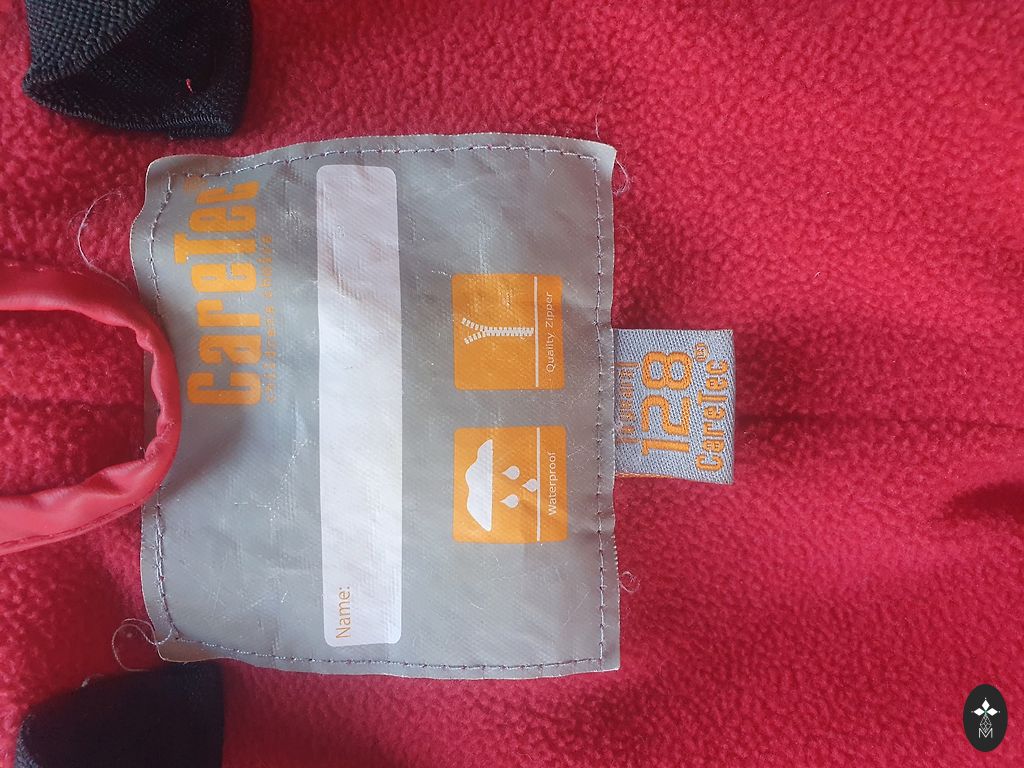 CareTec®
Name:
Waterproof
Quality Zipper
128
CareTec®
M